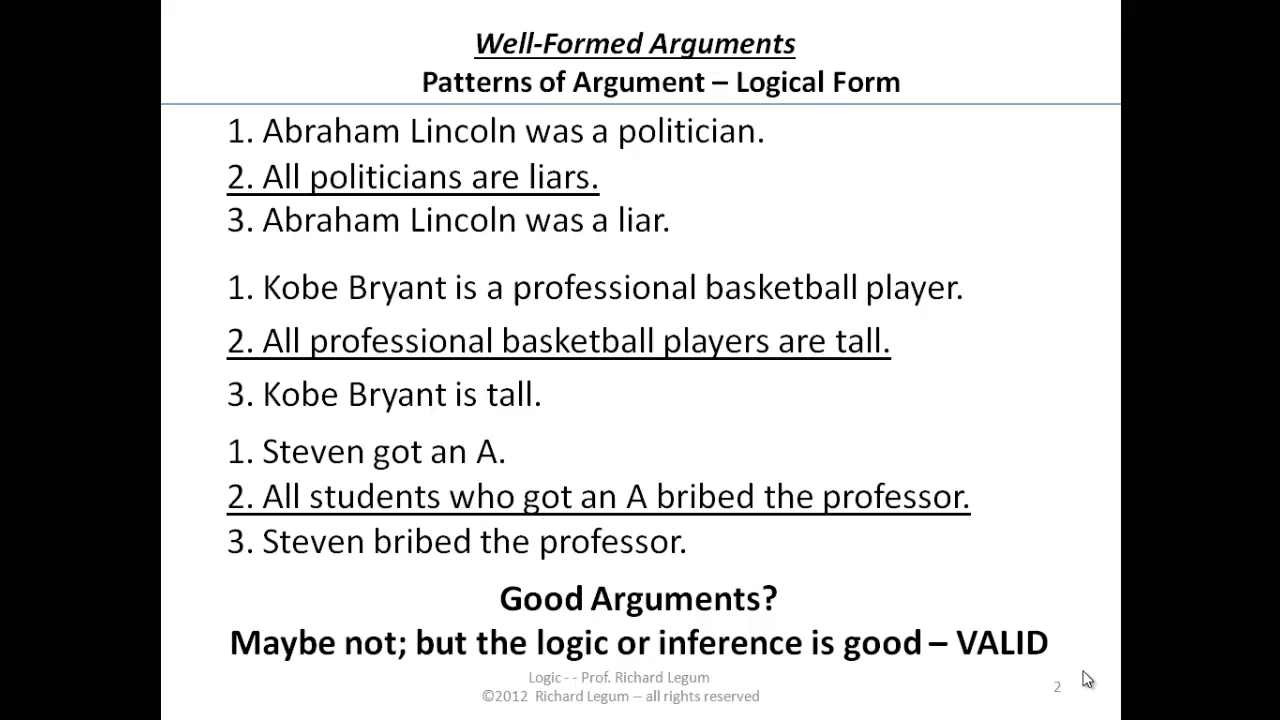 Well-Formed Arguments
Patterns of Argument – Logical Form
1. Abraham Lincoln was a politician.
2. All politicians are liars.
3. Abraham Lincoln was a liar.
1. Kobe Bryant is a professional basketball player.
2. All professional basketball players are tall.
3. Kobe Bryant is tall.
1. Steven got an A.
2. All students who got an A bribed the professor.
3. Steven bribed the professor.
Good Arguments?
Maybe not; but the logic or inference is good – VALID
Logic - - Prof. Richard Legum
©2012 Richard Legum – all rights reserved
2